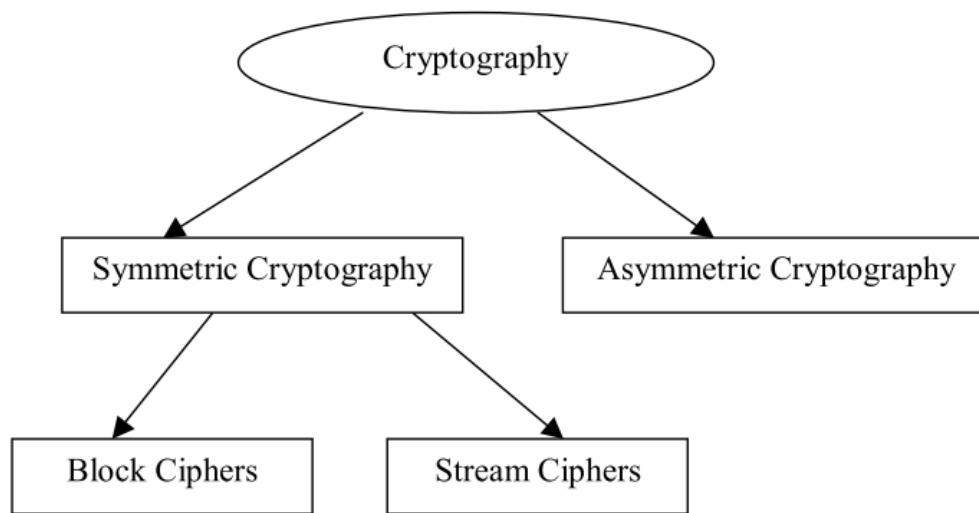 Cryptography
Symmetric Cryptography
Asymmetric Cryptography
Block Ciphers
Stream Ciphers